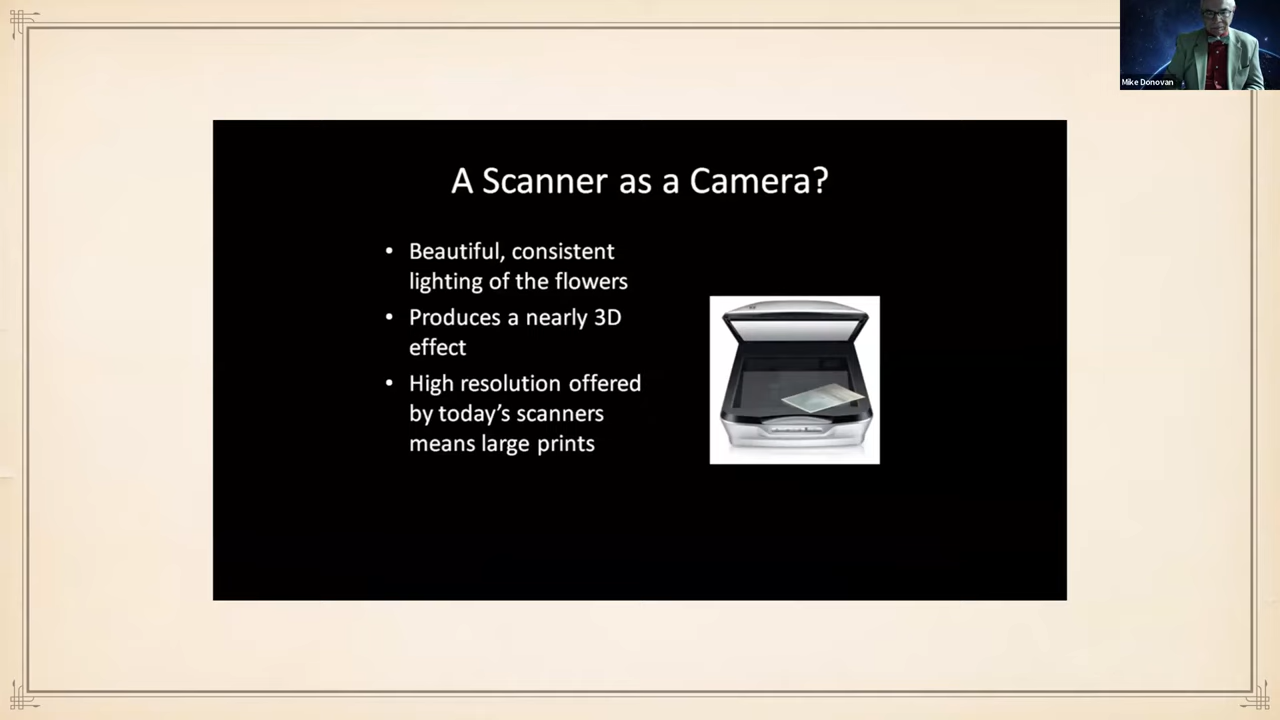 Mike Donovan
A Scanner as a Camera?
• Beautiful, consistent
lighting of the flowers
• Produces a nearly 3D
effect
• High resolution offered
by today's scanners
means large prints